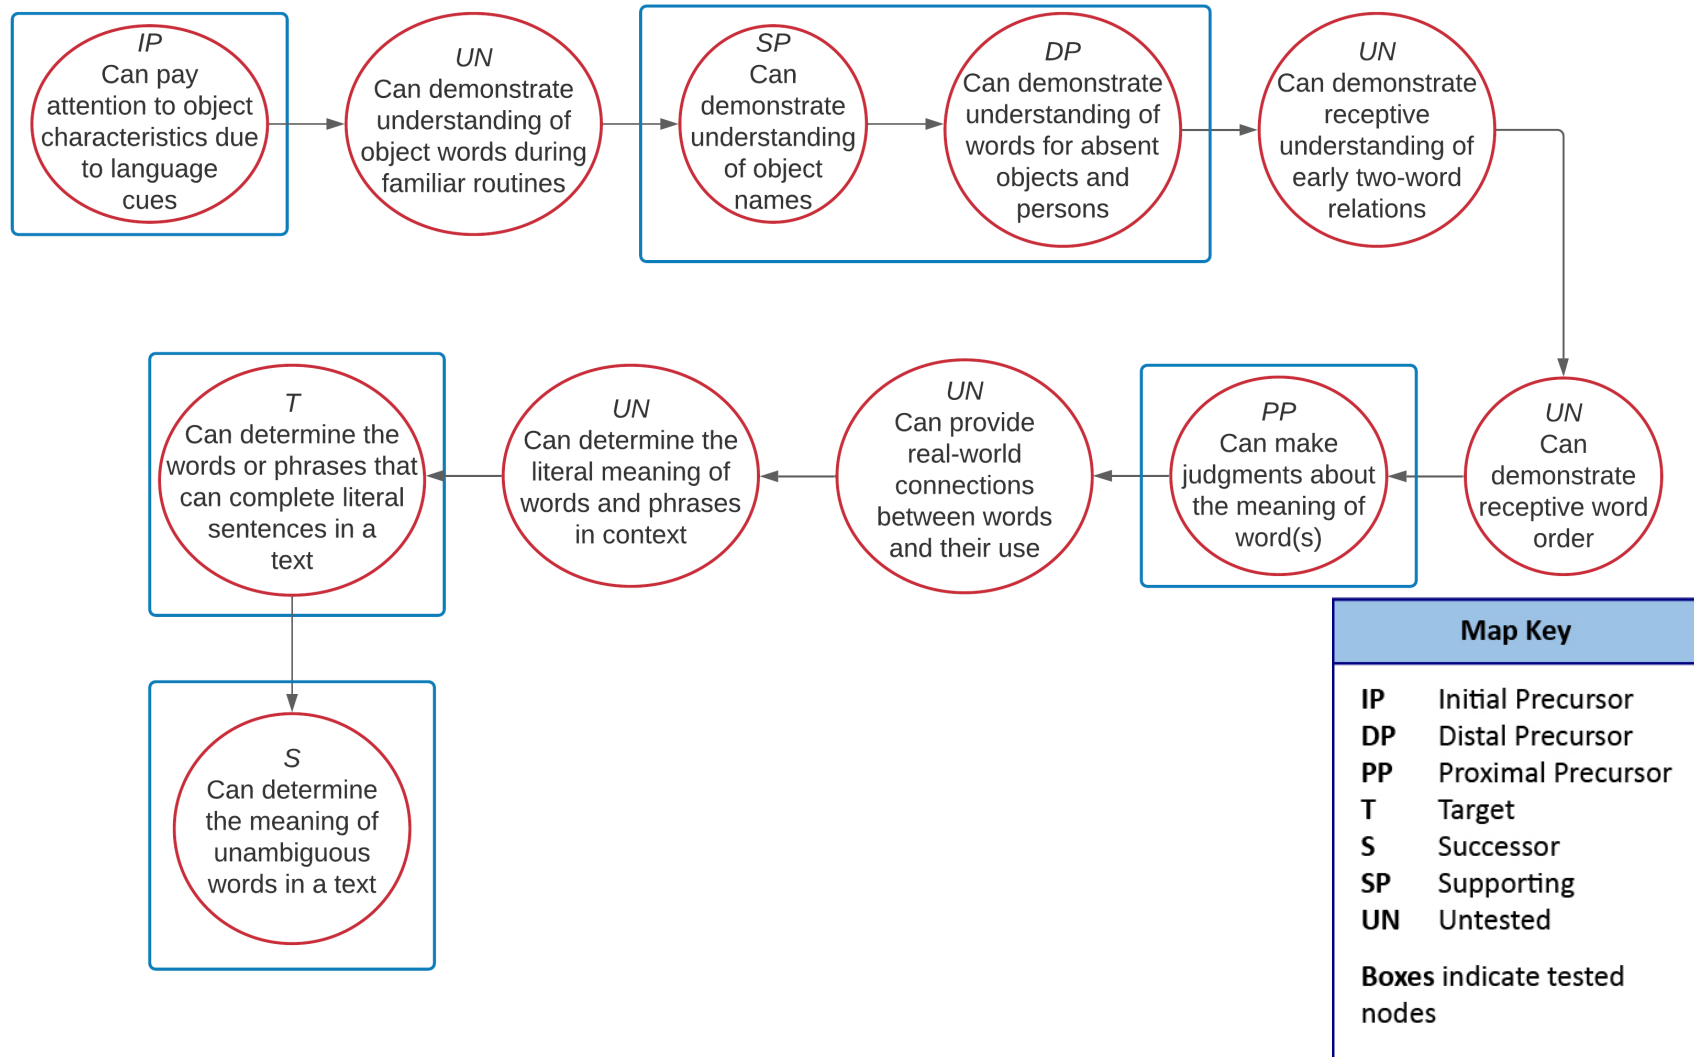 IP
Can pay
attention to object
characteristics due
to language
cues
UN
Can demonstrate
understanding of
object words during
familiar routines
SP
Can
demonstrate
understanding
of object
names
DP
Can demonstrate
understanding of
words for absent
objects and
persons
UN
Can demonstrate
receptive
understanding of
early two-word
relations
T
Can determine the
words or phrases that
can complete literal
sentences in a
text
UN
Can determine the
literal meaning of
words and phrases
in context
UN
Can provide
real-world
connections
between words
and their use
PP
Can make
judgments about
the meaning of
word(s)
UN
Can
demonstrate
receptive word
order
S
Can determine
the meaning of
unambiguous
words in a text
Map Key
IP Initial Precursor
DP Distal Precursor
PP Proximal Precursor
T Target
S Successor
SP Supporting
UN Untested
Boxes indicate tested
nodes